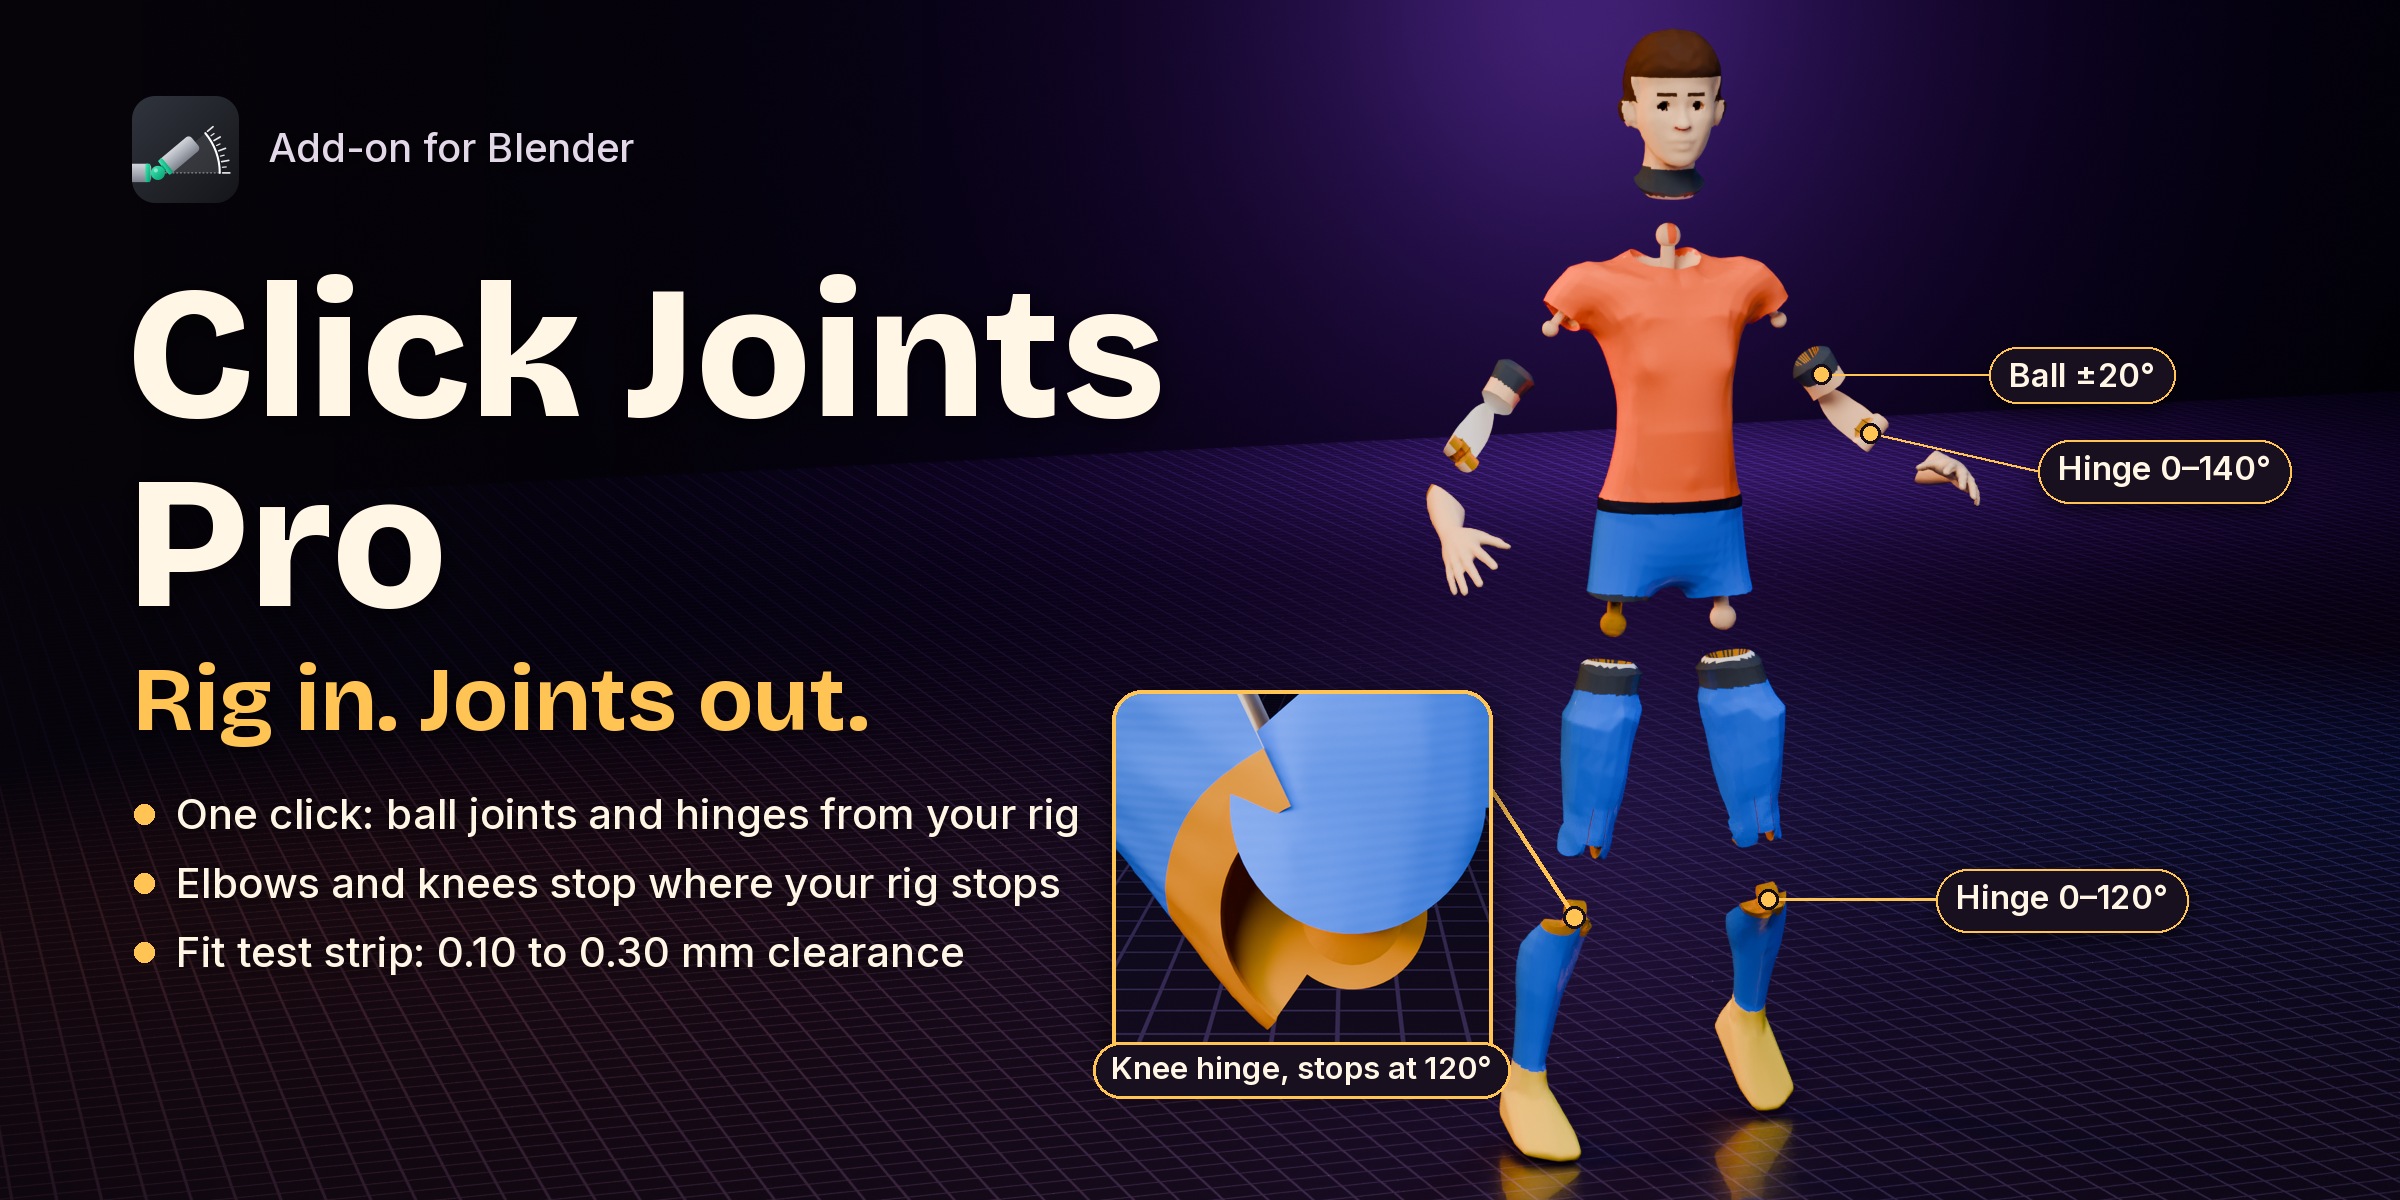 Add-on for Blender
Click Joints
Pro
Rig in. Joints out.
One click: ball joints and hinges from your rig
Elbows and knees stop where your rig stops
Fit test strip: 0.10 to 0.30 mm clearance
Ball ±20°
Hinge 0–140°
Hinge 0–120°
Knee hinge, stops at 120°